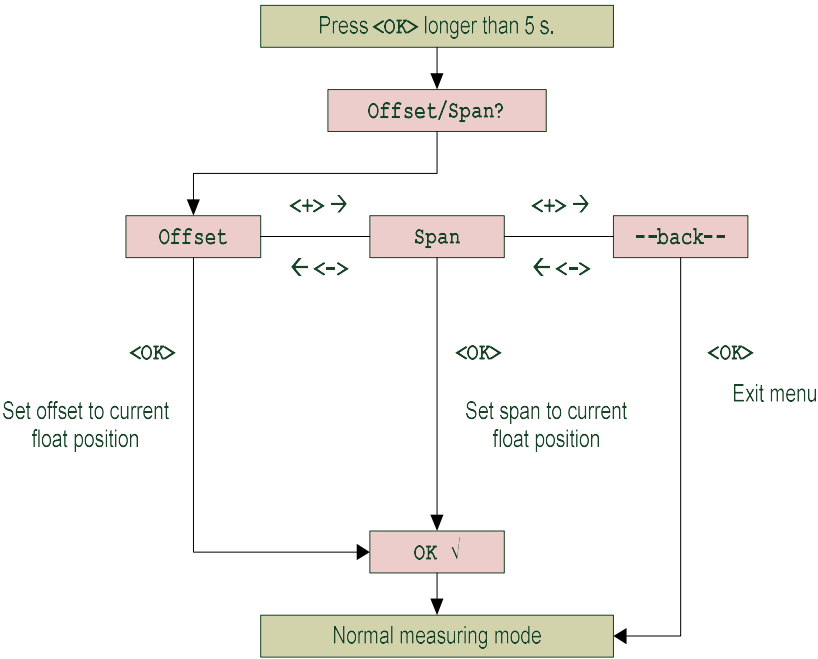 Press <OK> longer than 5 s.
Offset/Span?
<+> →
<+> →
Offset
Span
--back--
← <->
← <->
<OK>
<OK>
<OK>
Set offset to current
float position
Set span to current
float position
Exit menu
OK √
Normal measuring mode